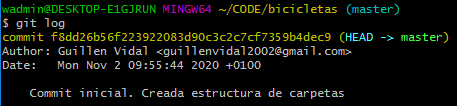 wadmin@DESKTOP-E1GJRUN MINGW64 ~/CODE/bicicletas (master)
$ git log
commit f8dd26b56f223922083d90c3c2c7cf7359b4dec9 (HEAD -> master)
Author: Guillen Vidal <guillenvidal2002@gmail.com>
Date:   Mon Nov 2 09:55:44 2020 +0100
    Commit inicial. Creada estructura de carpetas